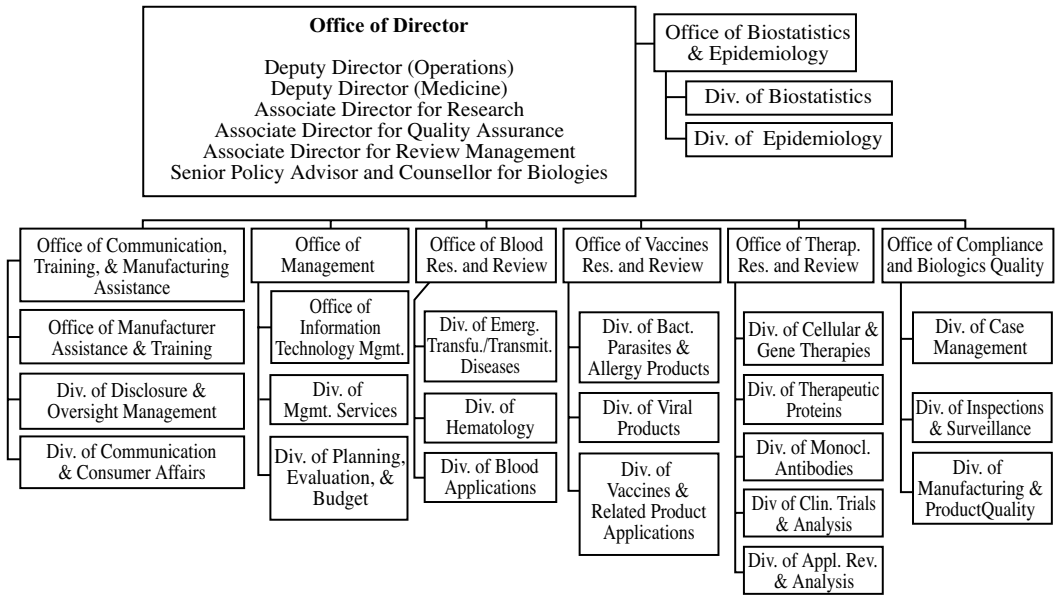 Office of Director
Deputy Director (Operations)
Deputy Director (Medicine)
Associate Director for Research
Associate Director for Quality Assurance
Associate Director for Review Management
Senior Policy Advisor and Counsellor for Biologies
Office of Biostatistics
& Epidemiology
Div. of Biostatistics
Div. of Epidemiology
Office of Communication,
Training, & Manufacturing
Assistance
Office of Manufacturer
Assistance & Training
Div. of Disclosure &
Oversight Management
Div. of Communication
& Consumer Affairs
Office of
Management
Office of
Information
Technology Mgmt.
Div. of
Mgmt. Services
Div. of Planning,
Evaluation, &
Budget
Office of Blood
Res. and Review
Div. of Emerg.
Transfu./Transmit.
Diseases
Div. of
Hematology
Div. of Blood
Applications
Office of Vaccines
Res. and Review
Div. of Bact.
Parasites &
Allergy Products
Div. of Viral
Products
Div. of
Vaccines &
Related Product
Applications
Office of Therap.
Res. and Review
Div. of Cellular &
Gene Therapies
Div. of Therapeutic
Proteins
Div. of Monocl.
Antibodies
Div of Clin. Trials
& Analysis
Div. of Appl. Rev.
& Analysis
Office of Compliance
and Biologics Quality
Div. of Case
Management
Div. of Inspections
& Surveillance
Div. of
Manufacturing &
ProductQuality